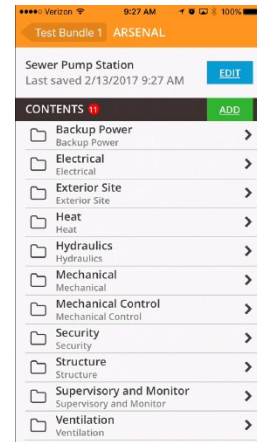 Verizon 9:27 AM 100%
Test Bundle 1 ARSENAL
Sewer Pump Station
Last saved 2/13/2017 9:27 AM
EDIT
CONTENTS 11 ADD
Backup Power
Backup Power
Electrical
Electrical
Exterior Site
Exterior Site
Heat
Heat
Hydraulics
Hydraulics
Mechanical
Mechanical
Mechanical Control
Mechanical Control
Security
Security
Structure
Structure
Supervisory and Monitor
Supervisory and Monitor
Ventilation
Ventilation